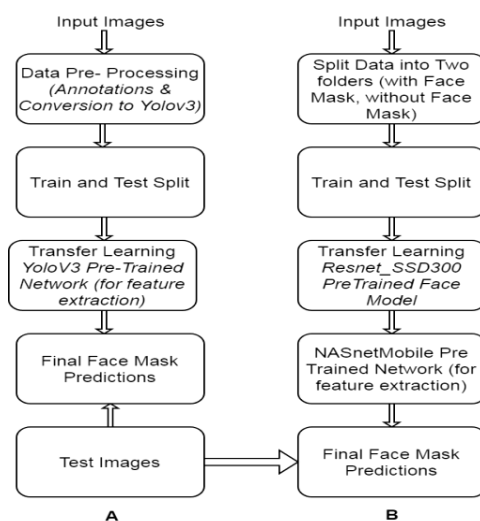 Input Images
Data Pre- Processing
(Annotations &
Conversion to Yolov3)
Train and Test Split
Transfer Learning
YoloV3 Pre-Trained
Network (for feature
extraction)
Final Face Mask
Predictions
Test Images
A
Input Images
Split Data into Two
folders (with Face
Mask, without Face
Mask)
Train and Test Split
Transfer Learning
Resnet_SSD300
PreTrained Face
Model
NASnetMobile Pre
Trained Network (for
feature extraction)
Final Face Mask
Predictions
B